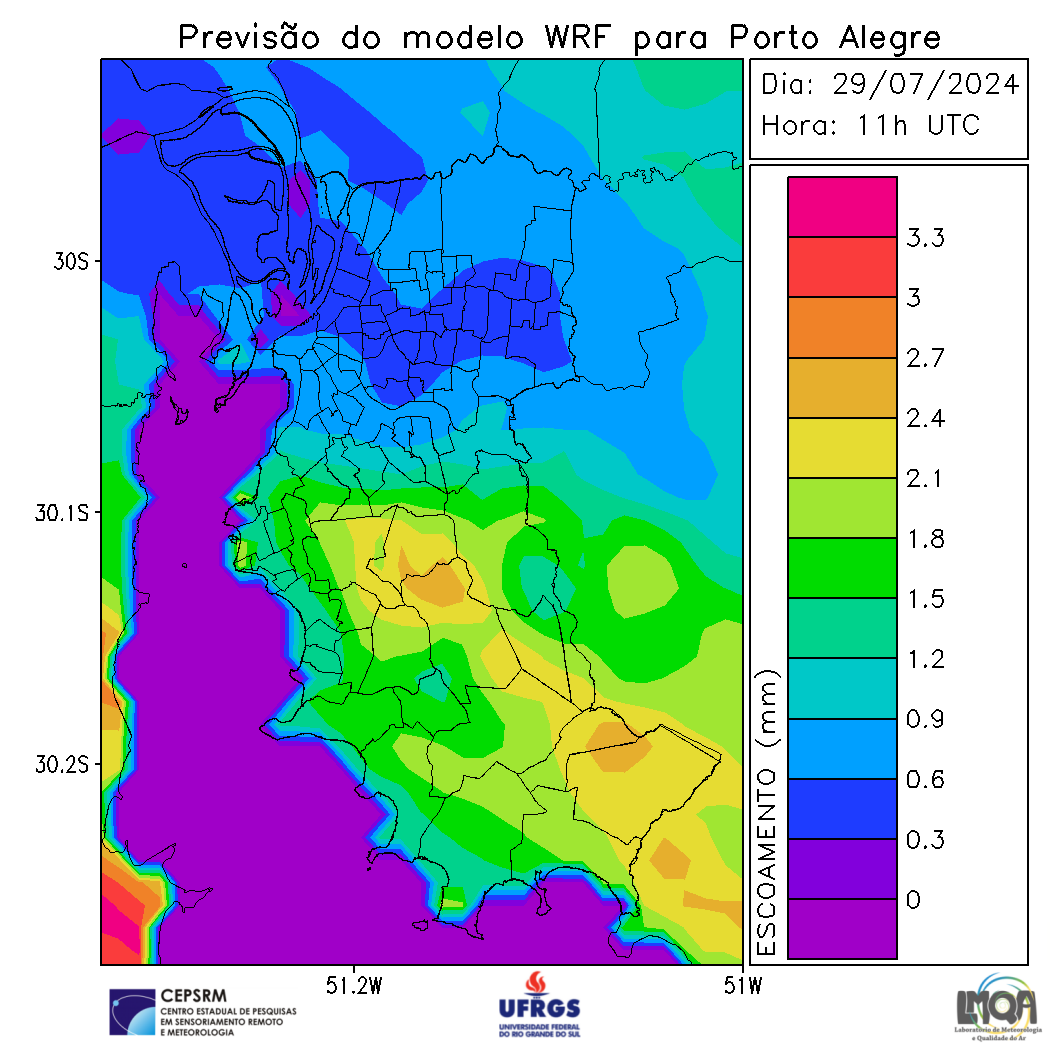 Previsão do modelo WRF para Porto Alegre
Dia: 29/07/2024
Hora: 11h UTC
30S
30.1S
30.2S
51.2W
51W
ESCOAMENTO (mm)
3.3
3
2.7
2.4
2.1
1.8
1.5
1.2
0.9
0.6
0.3
0
CEPSRM
CENTRO ESTADUAL DE PESQUISAS
EM SENSORIAMENTO REMOTO
E METEOROLOGIA
UFRGS
UNIVERSIDADE FEDERAL
DO RIO GRANDE DO SUL
LMQA
Laboratório de Meteorologia
e Qualidade do Ar